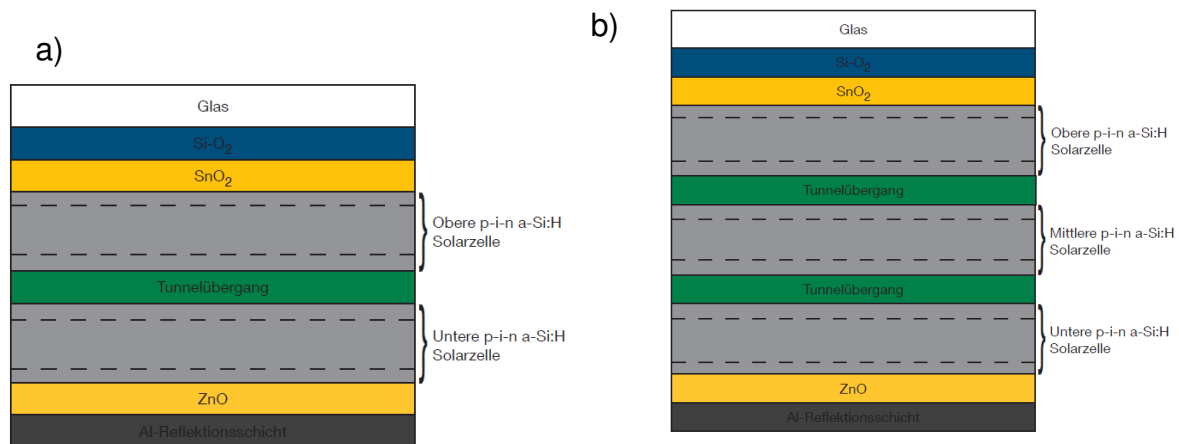 a)
Glas
Si-O₂
SnO₂
Obere p-i-n a-Si:H
Solarzelle
Tunnelübergang
Untere p-i-n a-Si:H
Solarzelle
ZnO
Al-Reflektionsschicht
b)
Glas
Si-O₂
SnO₂
Obere p-i-n a-Si:H
Solarzelle
Tunnelübergang
Mittlere p-i-n a-Si:H
Solarzelle
Tunnelübergang
Untere p-i-n a-Si:H
Solarzelle
ZnO
Al-Reflektionsschicht